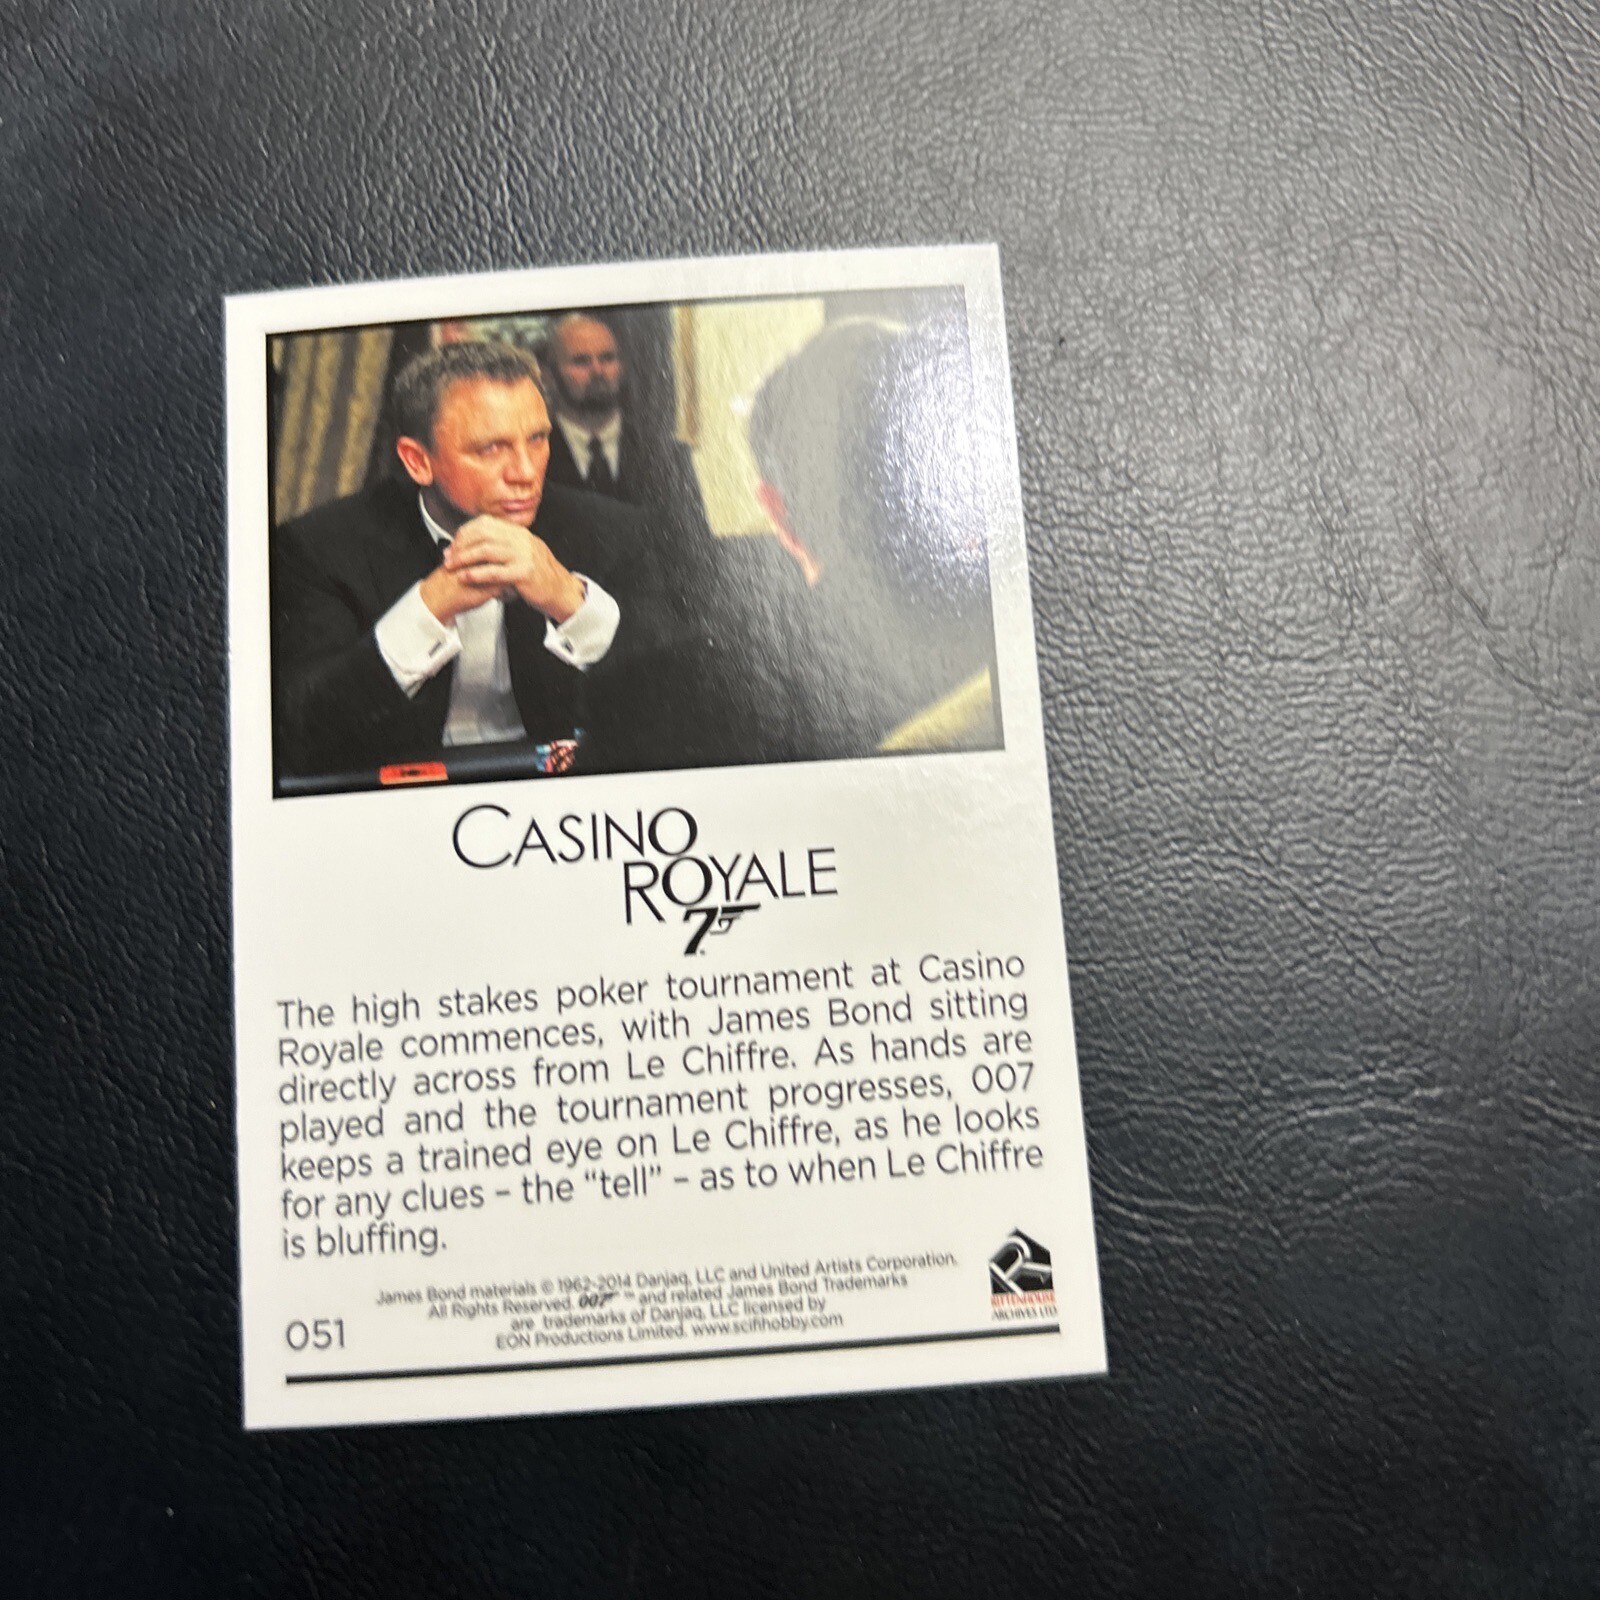 CASINO
ROYALE
7
The high stakes poker tournament at Casino
Royale commences, with James Bond sitting
directly across from Le Chiffre. As hands are
played and the tournament progresses, 007
keeps a trained eye on Le Chiffre, as he looks
for any clues – the “tell” – as to when Le Chiffre
is bluffing.
James Bond materials © 1962-2014 Danjaq, LLC and United Artists Corporation.
All Rights Reserved. 007 ™ and related James Bond Trademarks
are trademarks of Danjaq, LLC licensed by
EON Productions Limited. www.scifihobby.com
051
RITTENHOUSE
ARCHIVES LTD